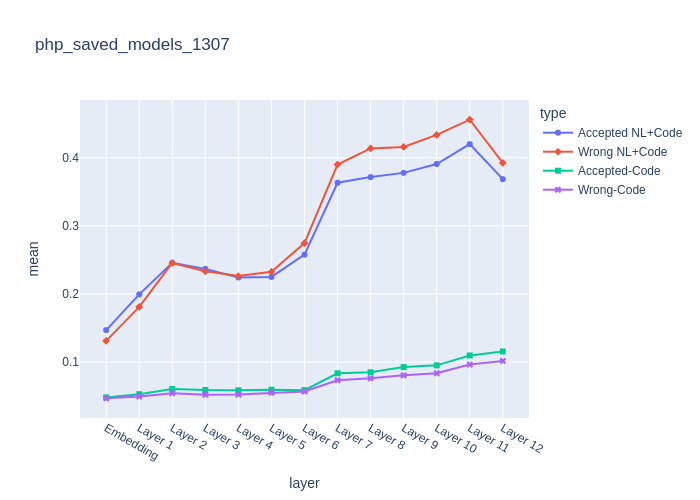 php_saved_models_1307
type
Accepted NL+Code
Wrong NL+Code
Accepted-Code
Wrong-Code
mean
0.4
0.3
0.2
0.1
Embedding
Layer 1
Layer 2
Layer 3
Layer 4
Layer 5
Layer 6
Layer 7
Layer 8
Layer 9
Layer 10
Layer 11
Layer 12
layer